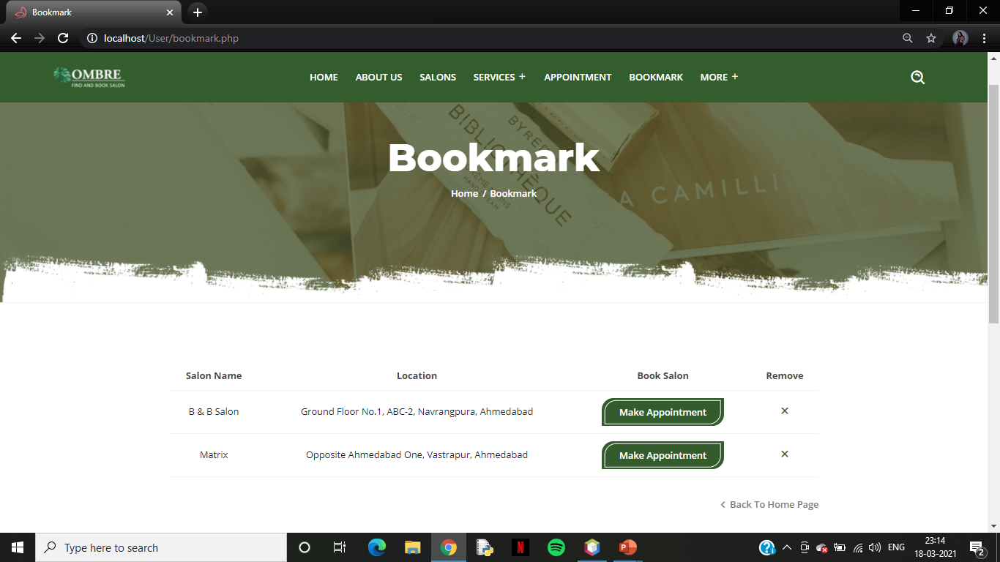 Bookmark
localhost/User/bookmark.php
OMBRE
FIND AND BOOK SALON
HOME ABOUT US SALONS SERVICES + APPOINTMENT BOOKMARK MORE +
BIBLIOTHÈQUE
A CAMILLI
Bookmark
Home / Bookmark
Salon Name Location Book Salon Remove
B & B Salon Ground Floor No.1, ABC-2, Navrangpura, Ahmedabad Make Appointment ✕
Matrix Opposite Ahmedabad One, Vastrapur, Ahmedabad Make Appointment ✕
< Back To Home Page
Type here to search
ENG
23:14
18-03-2021
2